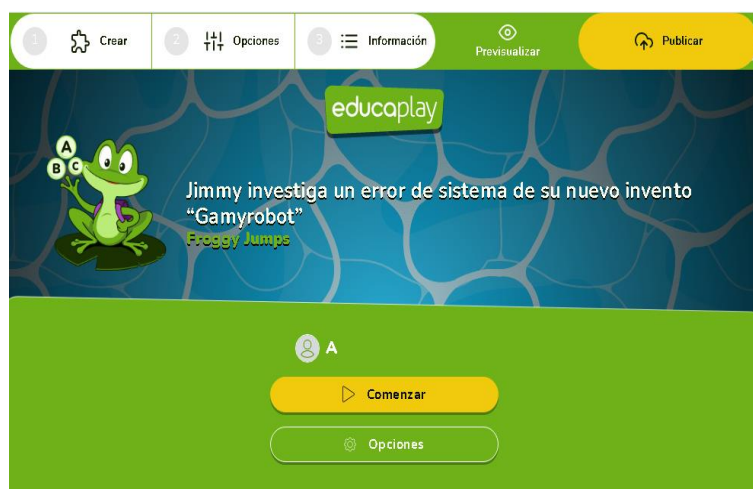 1 Crear
2 Opciones
3 Información
Previsualizar
Publicar
educaplay
A
B C
Jimmy investiga un error de sistema de su nuevo invento
“Gamyrobot”
Froggy Jumps
A
Comenzar
Opciones